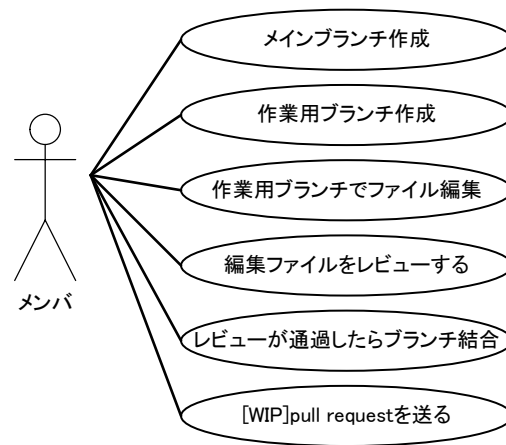 メインブランチ作成
作業用ブランチ作成
作業用ブランチでファイル編集
編集ファイルをレビューする
メンバ
レビューが通過したらブランチ結合
[WIP]pull requestを送る